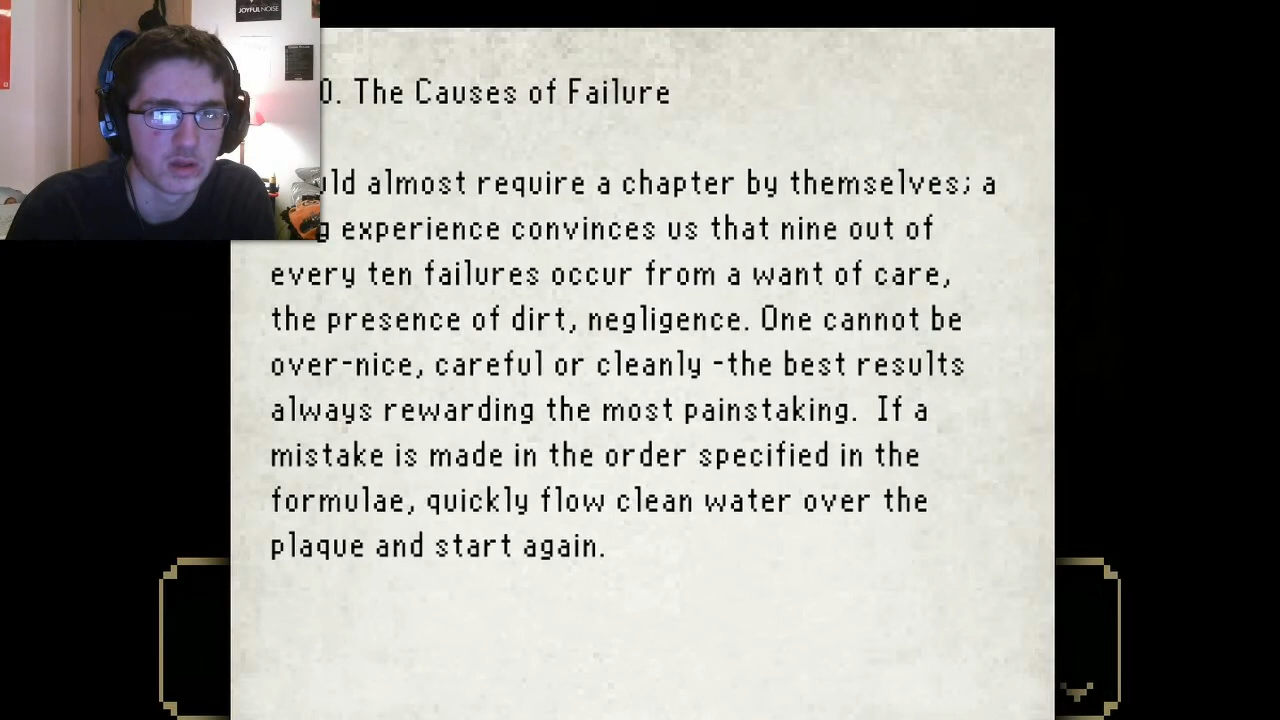 JOYFUL NOISE
0. The Causes of Failure
almost require a chapter by themselves; a
experience convinces us that nine out of
every ten failures occur from a want of care,
the presence of dirt, negligence. One cannot be
over-nice, careful or cleanly -the best results
always rewarding the most painstaking. If a
mistake is made in the order specified in the
formulae, quickly flow clean water over the
plaque and start again.